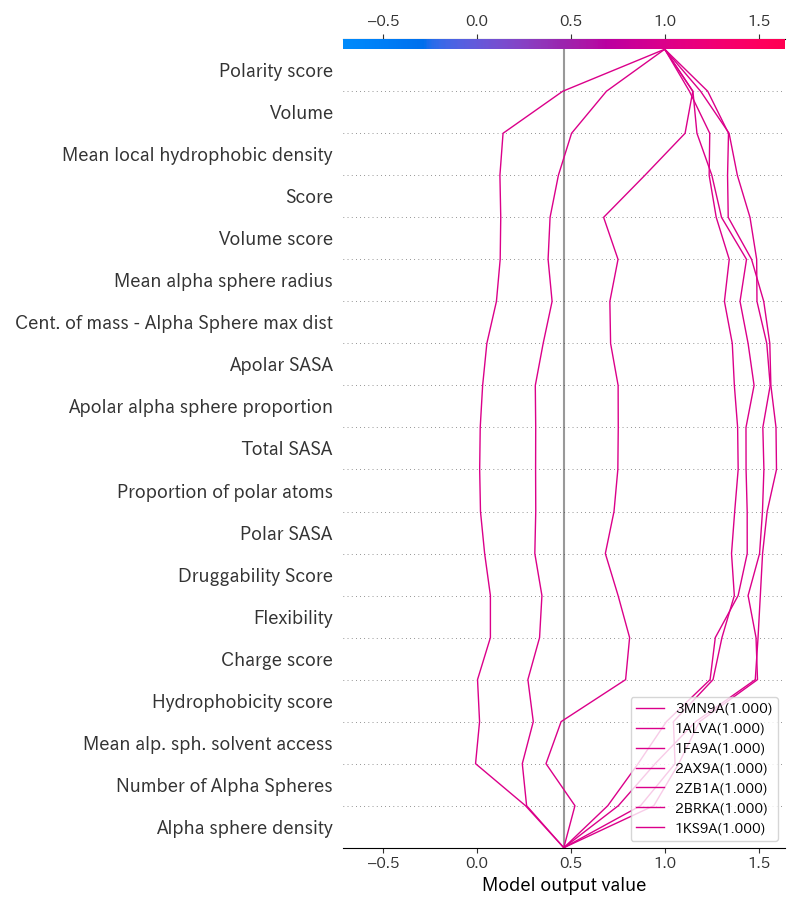 −0.5 0.0 0.5 1.0 1.5
Polarity score
Volume
Mean local hydrophobic density
Score
Volume score
Mean alpha sphere radius
Cent. of mass - Alpha Sphere max dist
Apolar SASA
Apolar alpha sphere proportion
Total SASA
Proportion of polar atoms
Polar SASA
Druggability Score
Flexibility
Charge score
Hydrophobicity score
Mean alp. sph. solvent access
Number of Alpha Spheres
Alpha sphere density
3MN9A(1.000)
1ALVA(1.000)
1FA9A(1.000)
2AX9A(1.000)
2ZB1A(1.000)
2BRKA(1.000)
1KS9A(1.000)
−0.5 0.0 0.5 1.0 1.5
Model output value